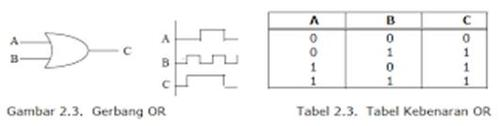 A
B
C
A
B
C
A B C
0 0 0
0 1 1
1 0 1
1 1 1
Gambar 2.3. Gerbang OR
Tabel 2.3. Tabel Kebenaran OR